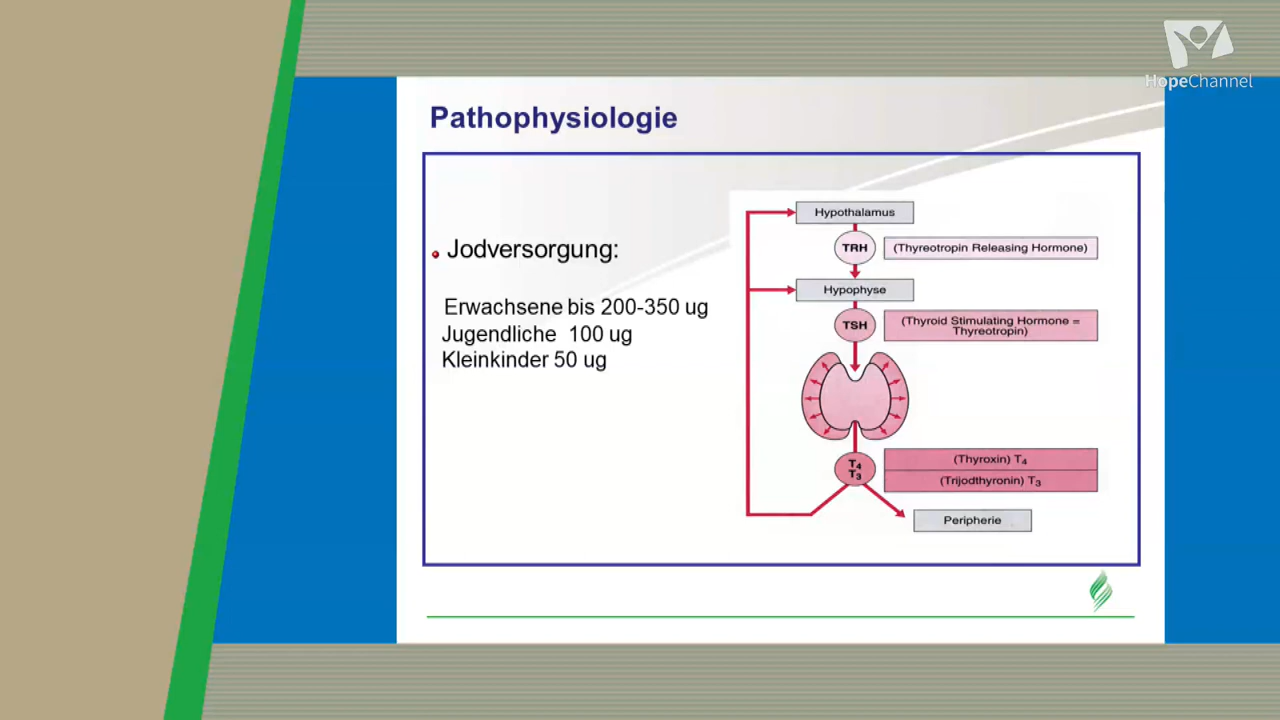 HopeChannel
Pathophysiologie
Jodversorgung:
Erwachsene bis 200-350 ug
Jugendliche 100 ug
Kleinkinder 50 ug
Hypothalamus
TRH
(Thyreotropin Releasing Hormone)
Hypophyse
TSH
(Thyroid Stimulating Hormone =
Thyreotropin)
T4
T3
(Thyroxin) T4
(Trijodthyronin) T3
Peripherie